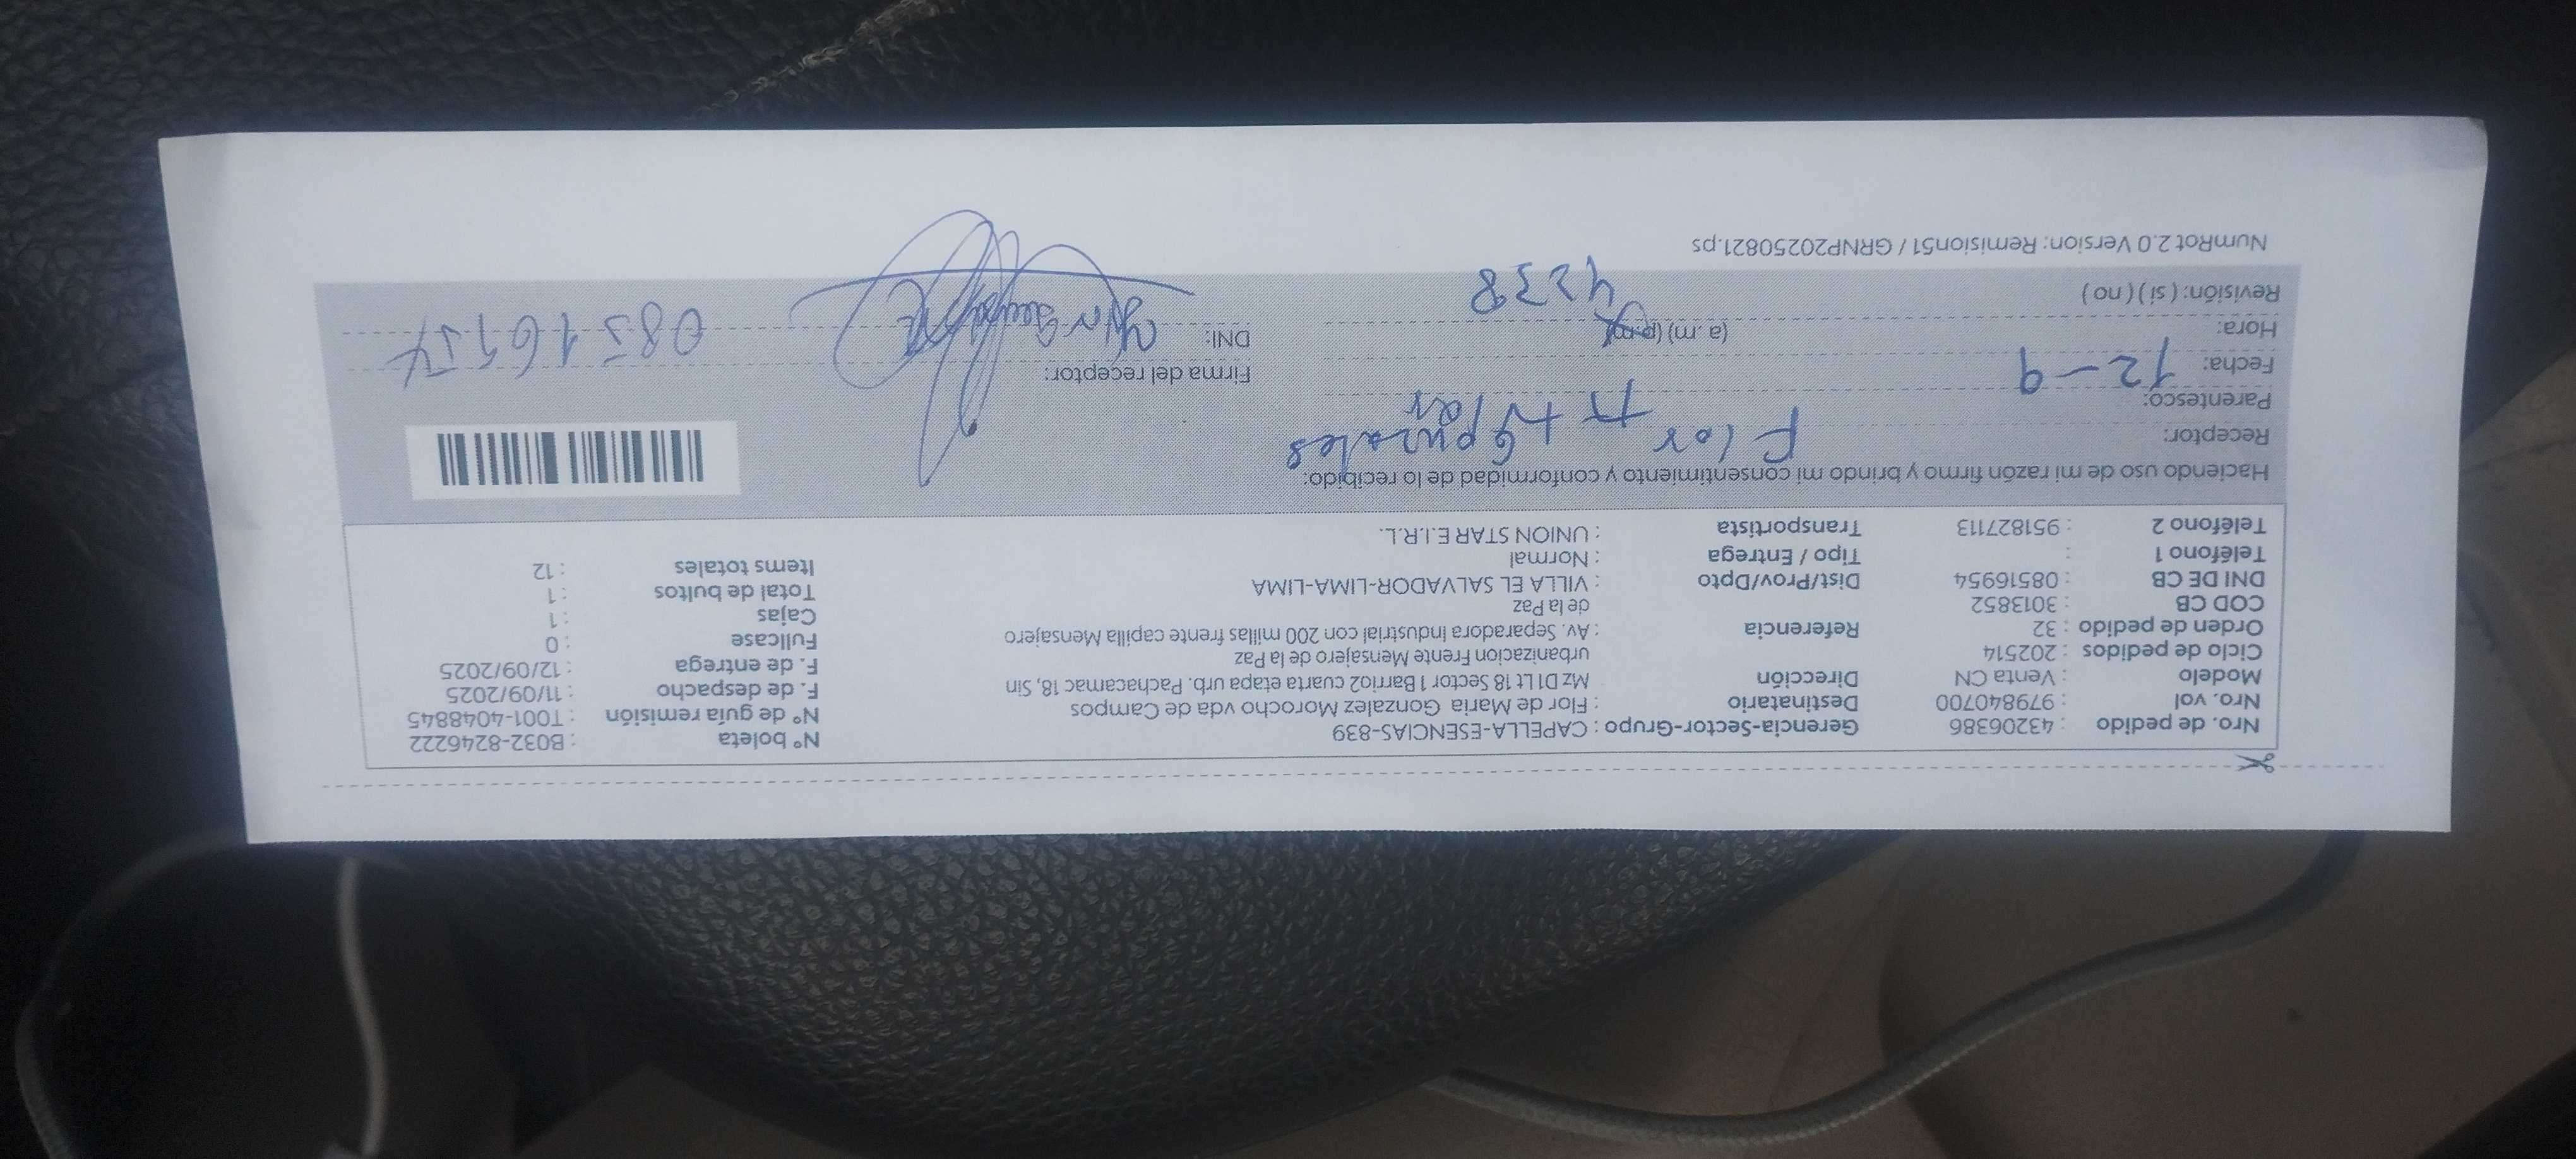 Nro. de pedido : 43206386 Gerencia-Sector-Grupo : CAPELLA-ESENCIAS-839 N° boleta : B032-8246222
Nro. vol : 979840700 Destinatario : Flor de Maria Gonzalez Morocho vda de Campos N° de guía remisión : T001-4048845
Modelo : Venta CN Dirección Mz D1 Lt 18 Sector 1 Barrio2 cuarta etapa urb. Pachacamac 18, Sin F. de despacho : 11/09/2025
Ciclo de pedidos : 202514 urbanizacion Frente Mensajero de la Paz F. de entrega : 12/09/2025
Orden de pedido : 32 Referencia : Av. Separadora Industrial con 200 millas frente capilla Mensajero Fullcase : 0
COD CB : 3013852 de la Paz Cajas : 1
DNI DE CB : 08516954 Dist/Prov/Dpto : VILLA EL SALVADOR-LIMA-LIMA Total de bultos : 1
Teléfono 1 : Tipo / Entrega : Normal Items totales : 12
Teléfono 2 : 951827113 Transportista : UNION STAR E.I.R.L.
Haciendo uso de mi razón firmo y brindo mi consentimiento y conformidad de lo recibido:
Receptor: Flor Gonzales
Parentesco: titular
Fecha: 12-9 Firma del receptor:
Hora: (a. m) (p.m) DNI: 08516954
Revisión: ( si ) ( no ) 4238
NumRot 2.0 Version: Remision51 / GRNP20250821.ps